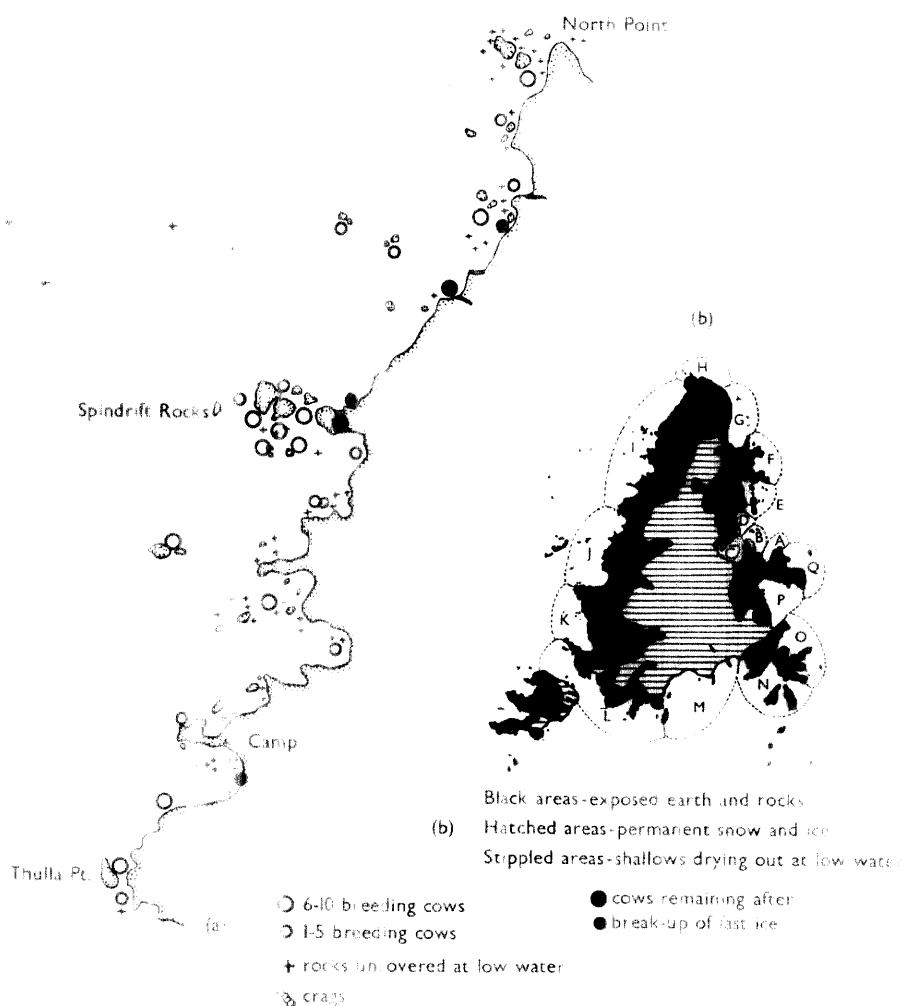 North Point
(b)
H
G
I
F
E
D
B
A
C
J
Q
P
K
O
N
M
L
Spindrift Rocks
Camp
Thulla Pt.
Black areas-exposed earth and rocks
(b) Hatched areas-permanent snow and ice
Stippled areas-shallows drying out at low water
(a)
6-10 breeding cows
1-5 breeding cows
rocks uncovered at low water
crags
cows remaining after
break-up of fast ice